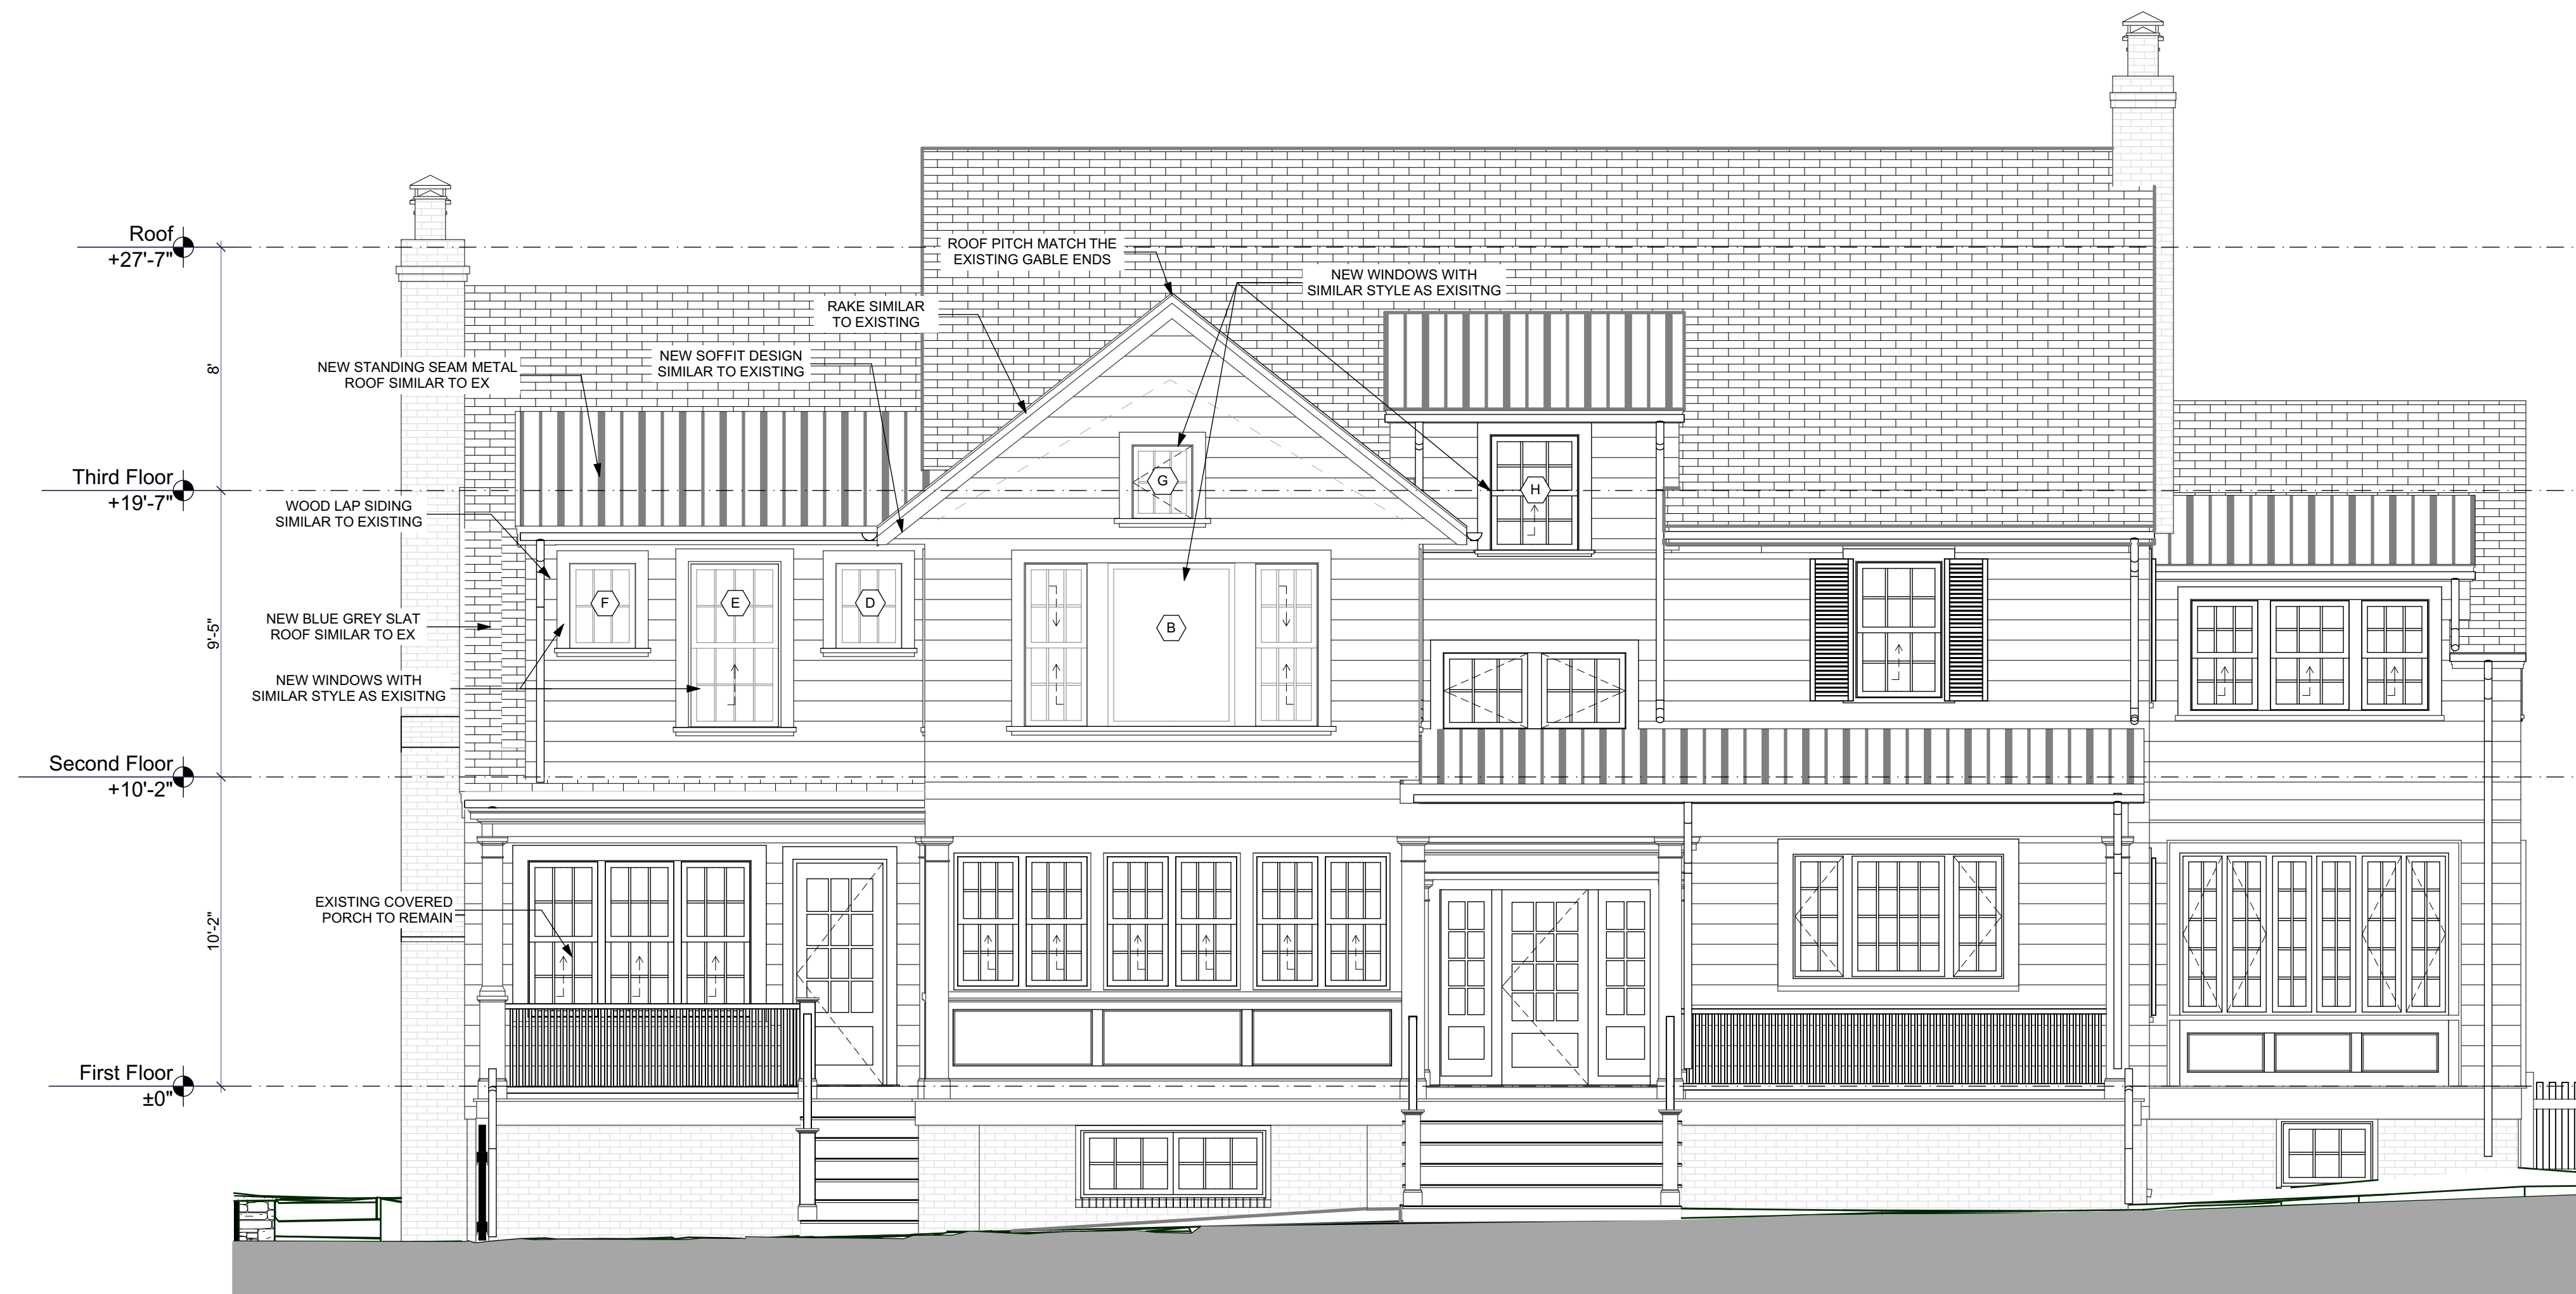 Roof
+27'-7"
8'
Third Floor
+19'-7"
9'-5"
Second Floor
+10'-2"
10'-2"
First Floor
±0"
ROOF PITCH MATCH THE
EXISTING GABLE ENDS
NEW WINDOWS WITH
SIMILAR STYLE AS EXISITNG
RAKE SIMILAR
TO EXISTING
NEW SOFFIT DESIGN
SIMILAR TO EXISTING
NEW STANDING SEAM METAL
ROOF SIMILAR TO EX
WOOD LAP SIDING
SIMILAR TO EXISTING
NEW BLUE GREY SLAT
ROOF SIMILAR TO EX
NEW WINDOWS WITH
SIMILAR STYLE AS EXISITNG
EXISTING COVERED
PORCH TO REMAIN
G
H
F
E
D
B